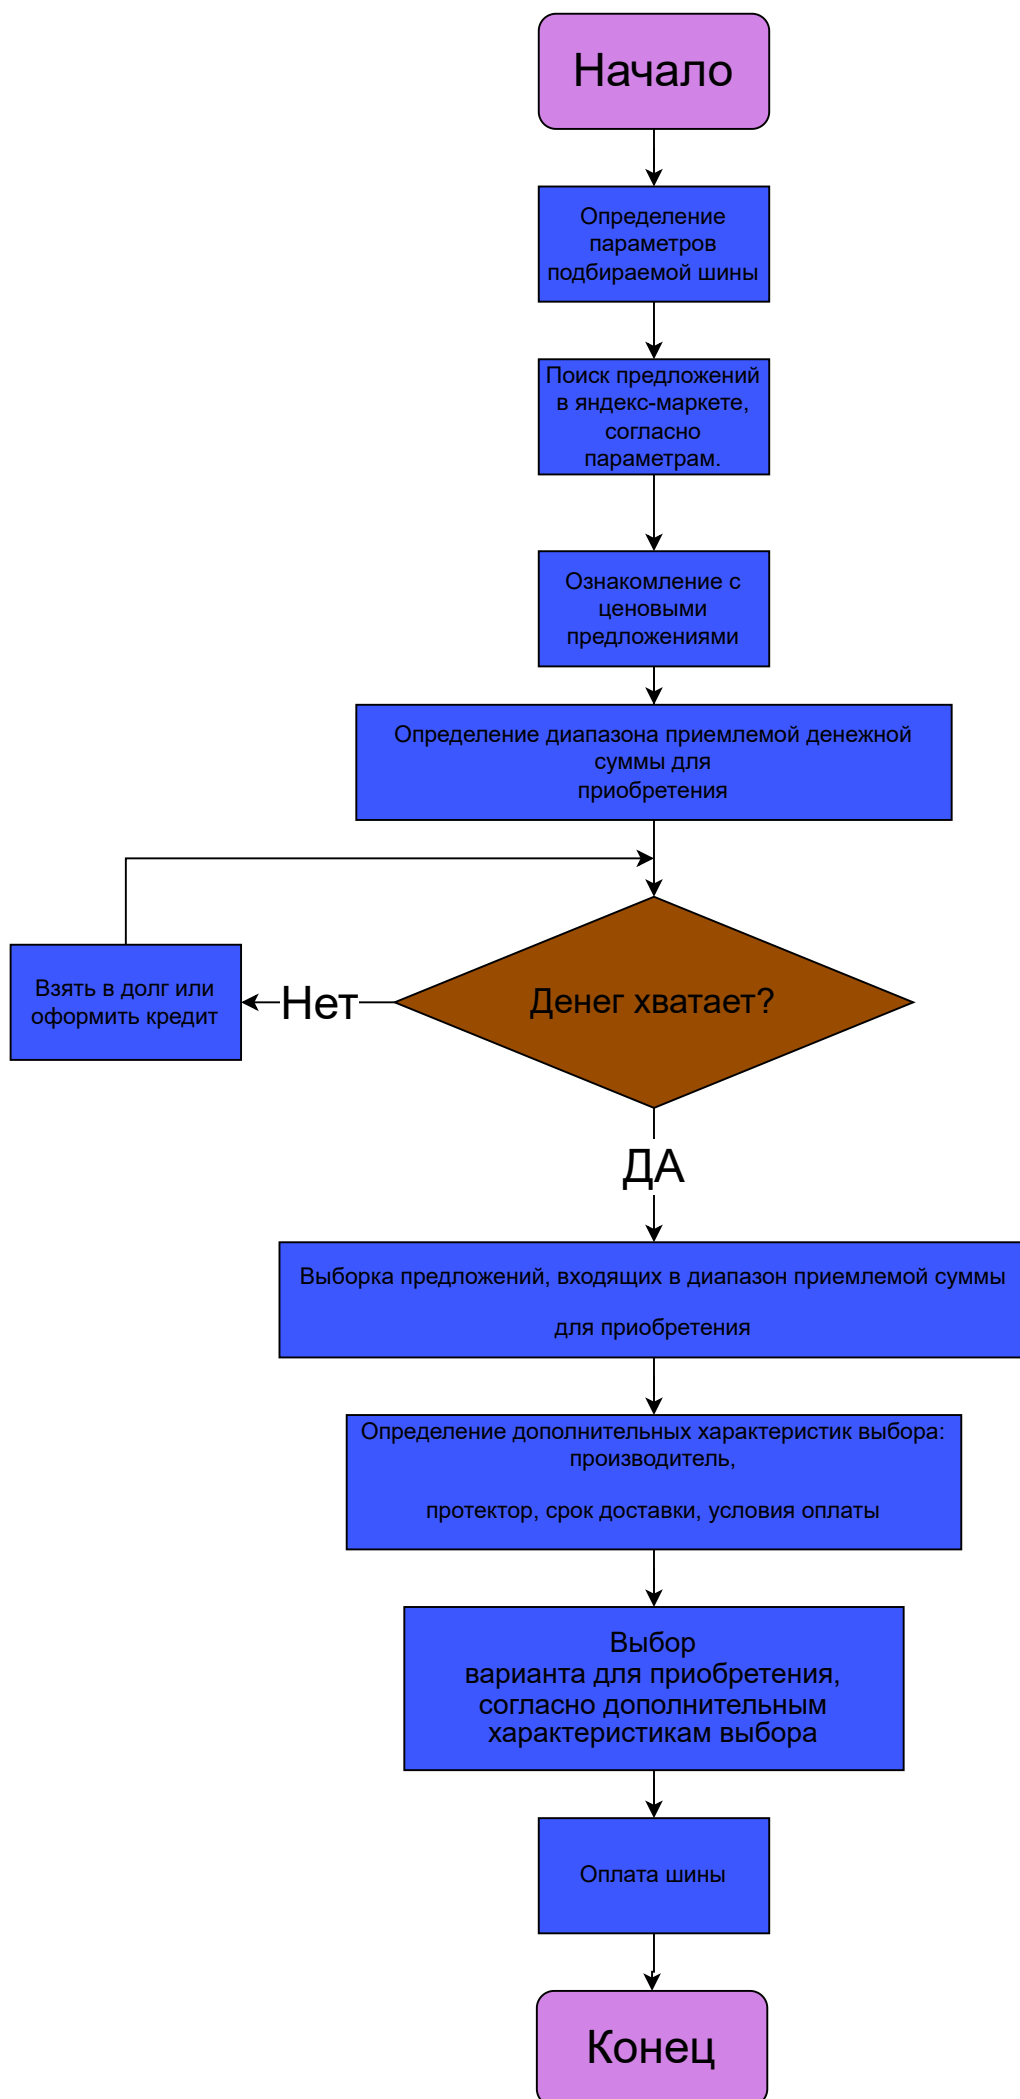 Начало
Определение
параметров
подбираемой шины
Поиск предложений
в яндекс-маркете,
согласно
параметрам.
Ознакомление с
ценовыми
предложениями
Определение диапазона приемлемой денежной
суммы для
приобретения
Взять в долг или
оформить кредит
Нет
Денег хватает?
ДА
Выборка предложений, входящих в диапазон приемлемой суммы
для приобретения
Определение дополнительных характеристик выбора:
производитель,
протектор, срок доставки, условия оплаты
Выбор
варианта для приобретения,
согласно дополнительным
характеристикам выбора
Оплата шины
Конец